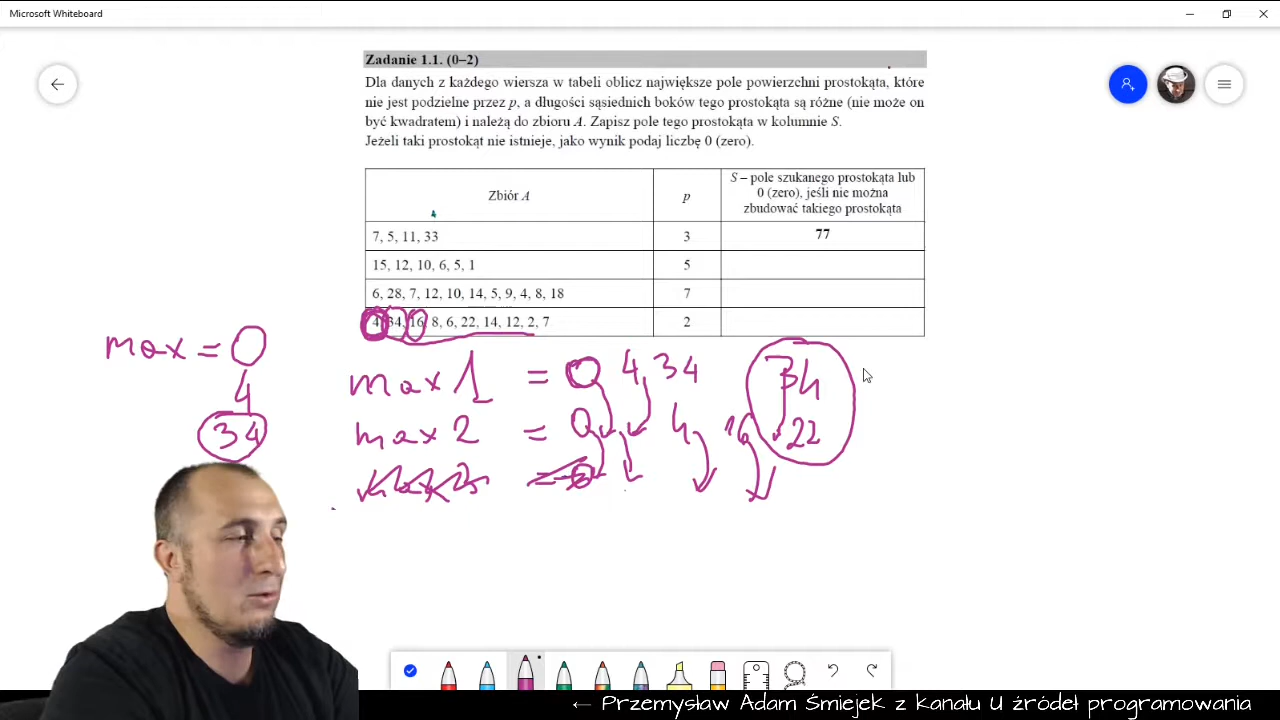 Microsoft Whiteboard
Zadanie 1.1. (0–2)
Dla danych z każdego wiersza w tabeli oblicz największe pole powierzchni prostokąta, które
nie jest podzielne przez p, a długości sąsiednich boków tego prostokąta są różne (nie może on
być kwadratem) i należą do zbioru A. Zapisz pole tego prostokąta w kolumnie S.
Jeżeli taki prostokąt nie istnieje, jako wynik podaj liczbę 0 (zero).
Zbiór A
p
S – pole szukanego prostokąta lub
0 (zero), jeśli nie można
zbudować takiego prostokąta
7, 5, 11, 33 3 77
15, 12, 10, 6, 5, 1 5
6, 28, 7, 12, 10, 14, 5, 9, 4, 8, 18 7
4, 34, 16, 8, 6, 22, 14, 12, 2, 7 2
max = 0
4
34
max 1 = 0 4, 34 34
max 2 = 0 4 16 22
← Przemysław Adam Śmiejek z kanału U źródeł programowania